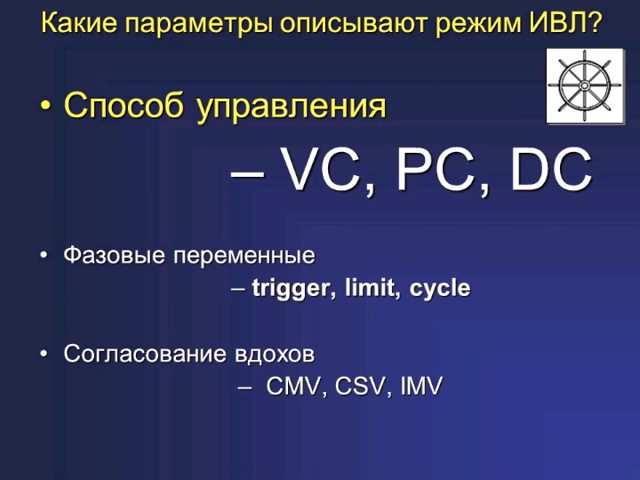 Какие параметры описывают режим ИВЛ?
• Способ управления
– VC, PC, DC
• Фазовые переменные
– trigger, limit, cycle
• Согласование вдохов
– CMV, CSV, IMV